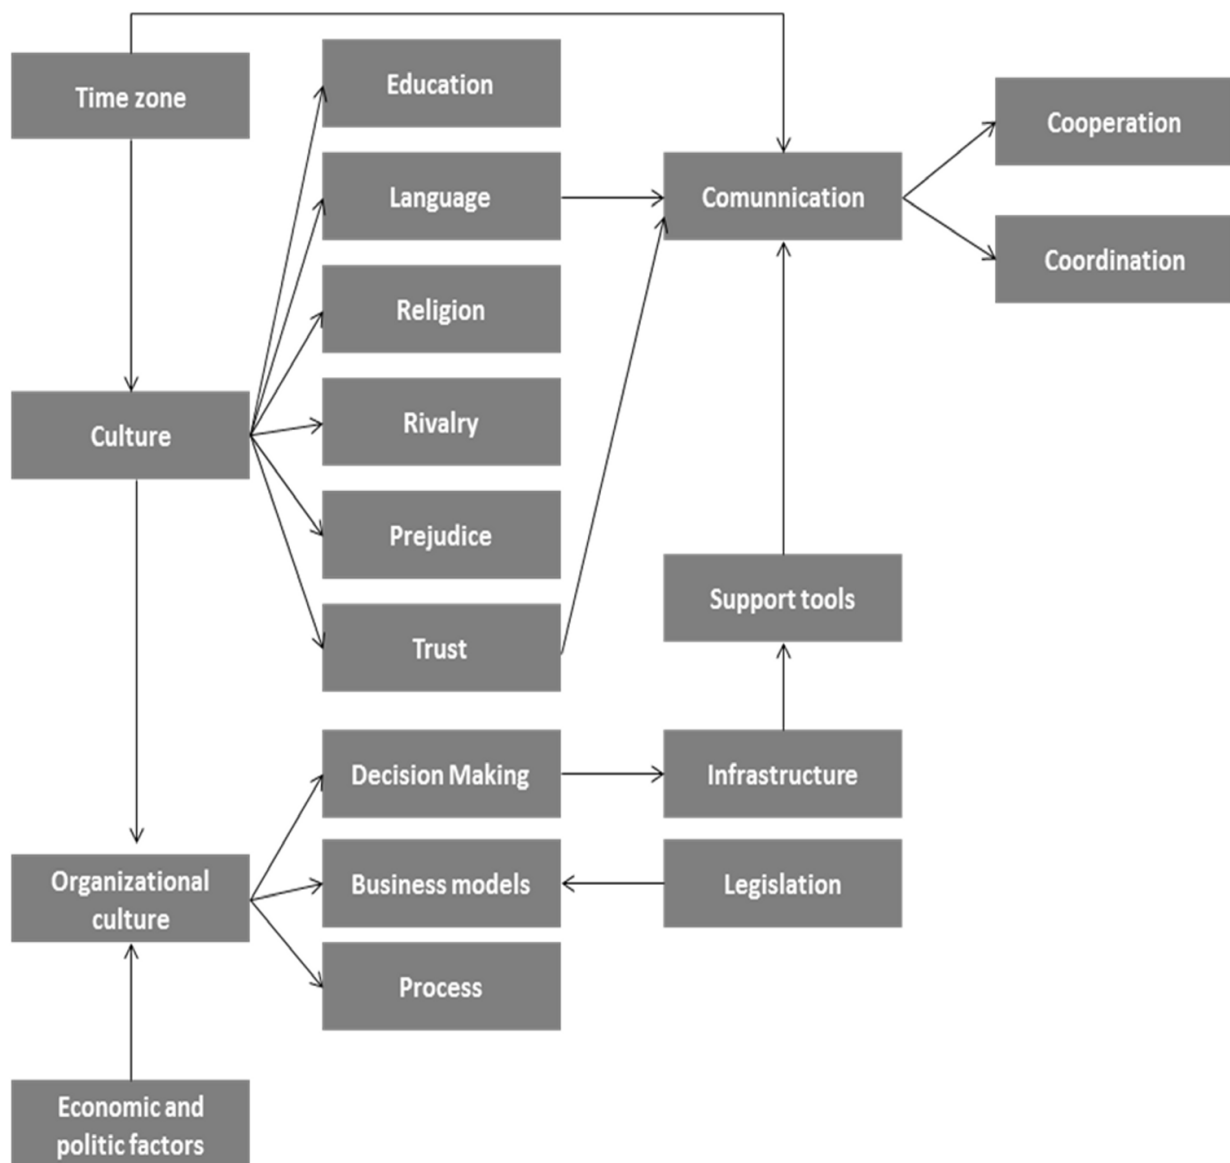 Time zone
Education
Cooperation
Language
Comunnication
Coordination
Religion
Culture
Rivalry
Prejudice
Support tools
Trust
Decision Making
Infrastructure
Organizational
culture
Business models
Legislation
Process
Economic and
politic factors